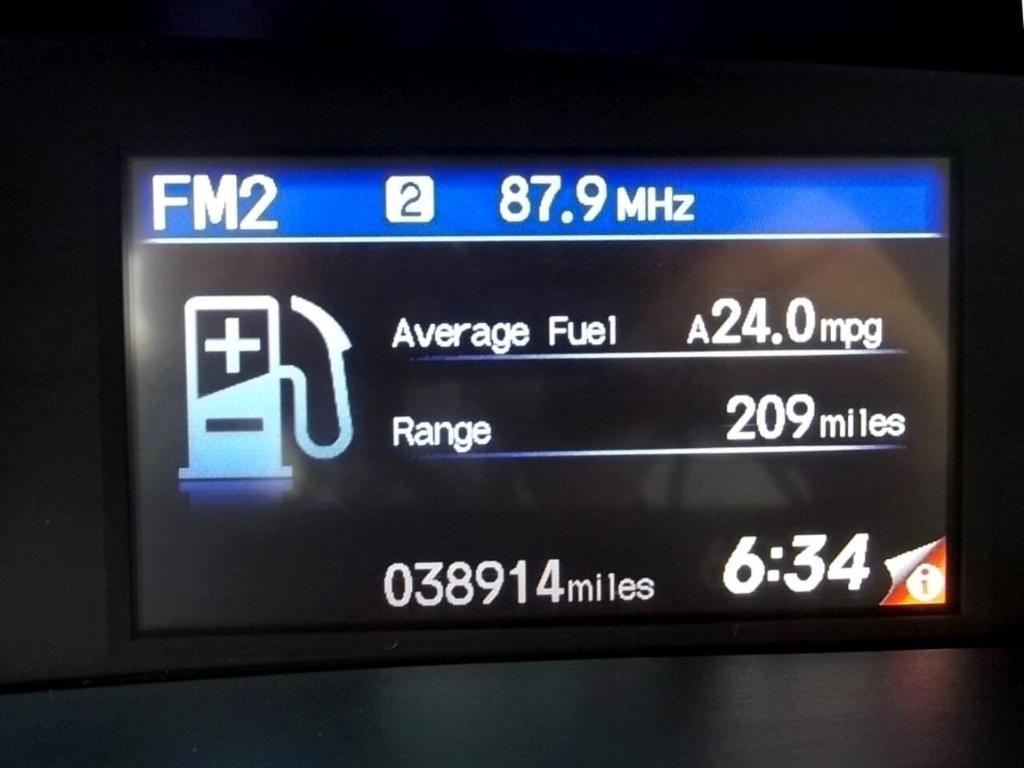 FM2 2 87.9 MHz
Average Fuel A24.0mpg
Range 209miles
038914miles 6:34 i